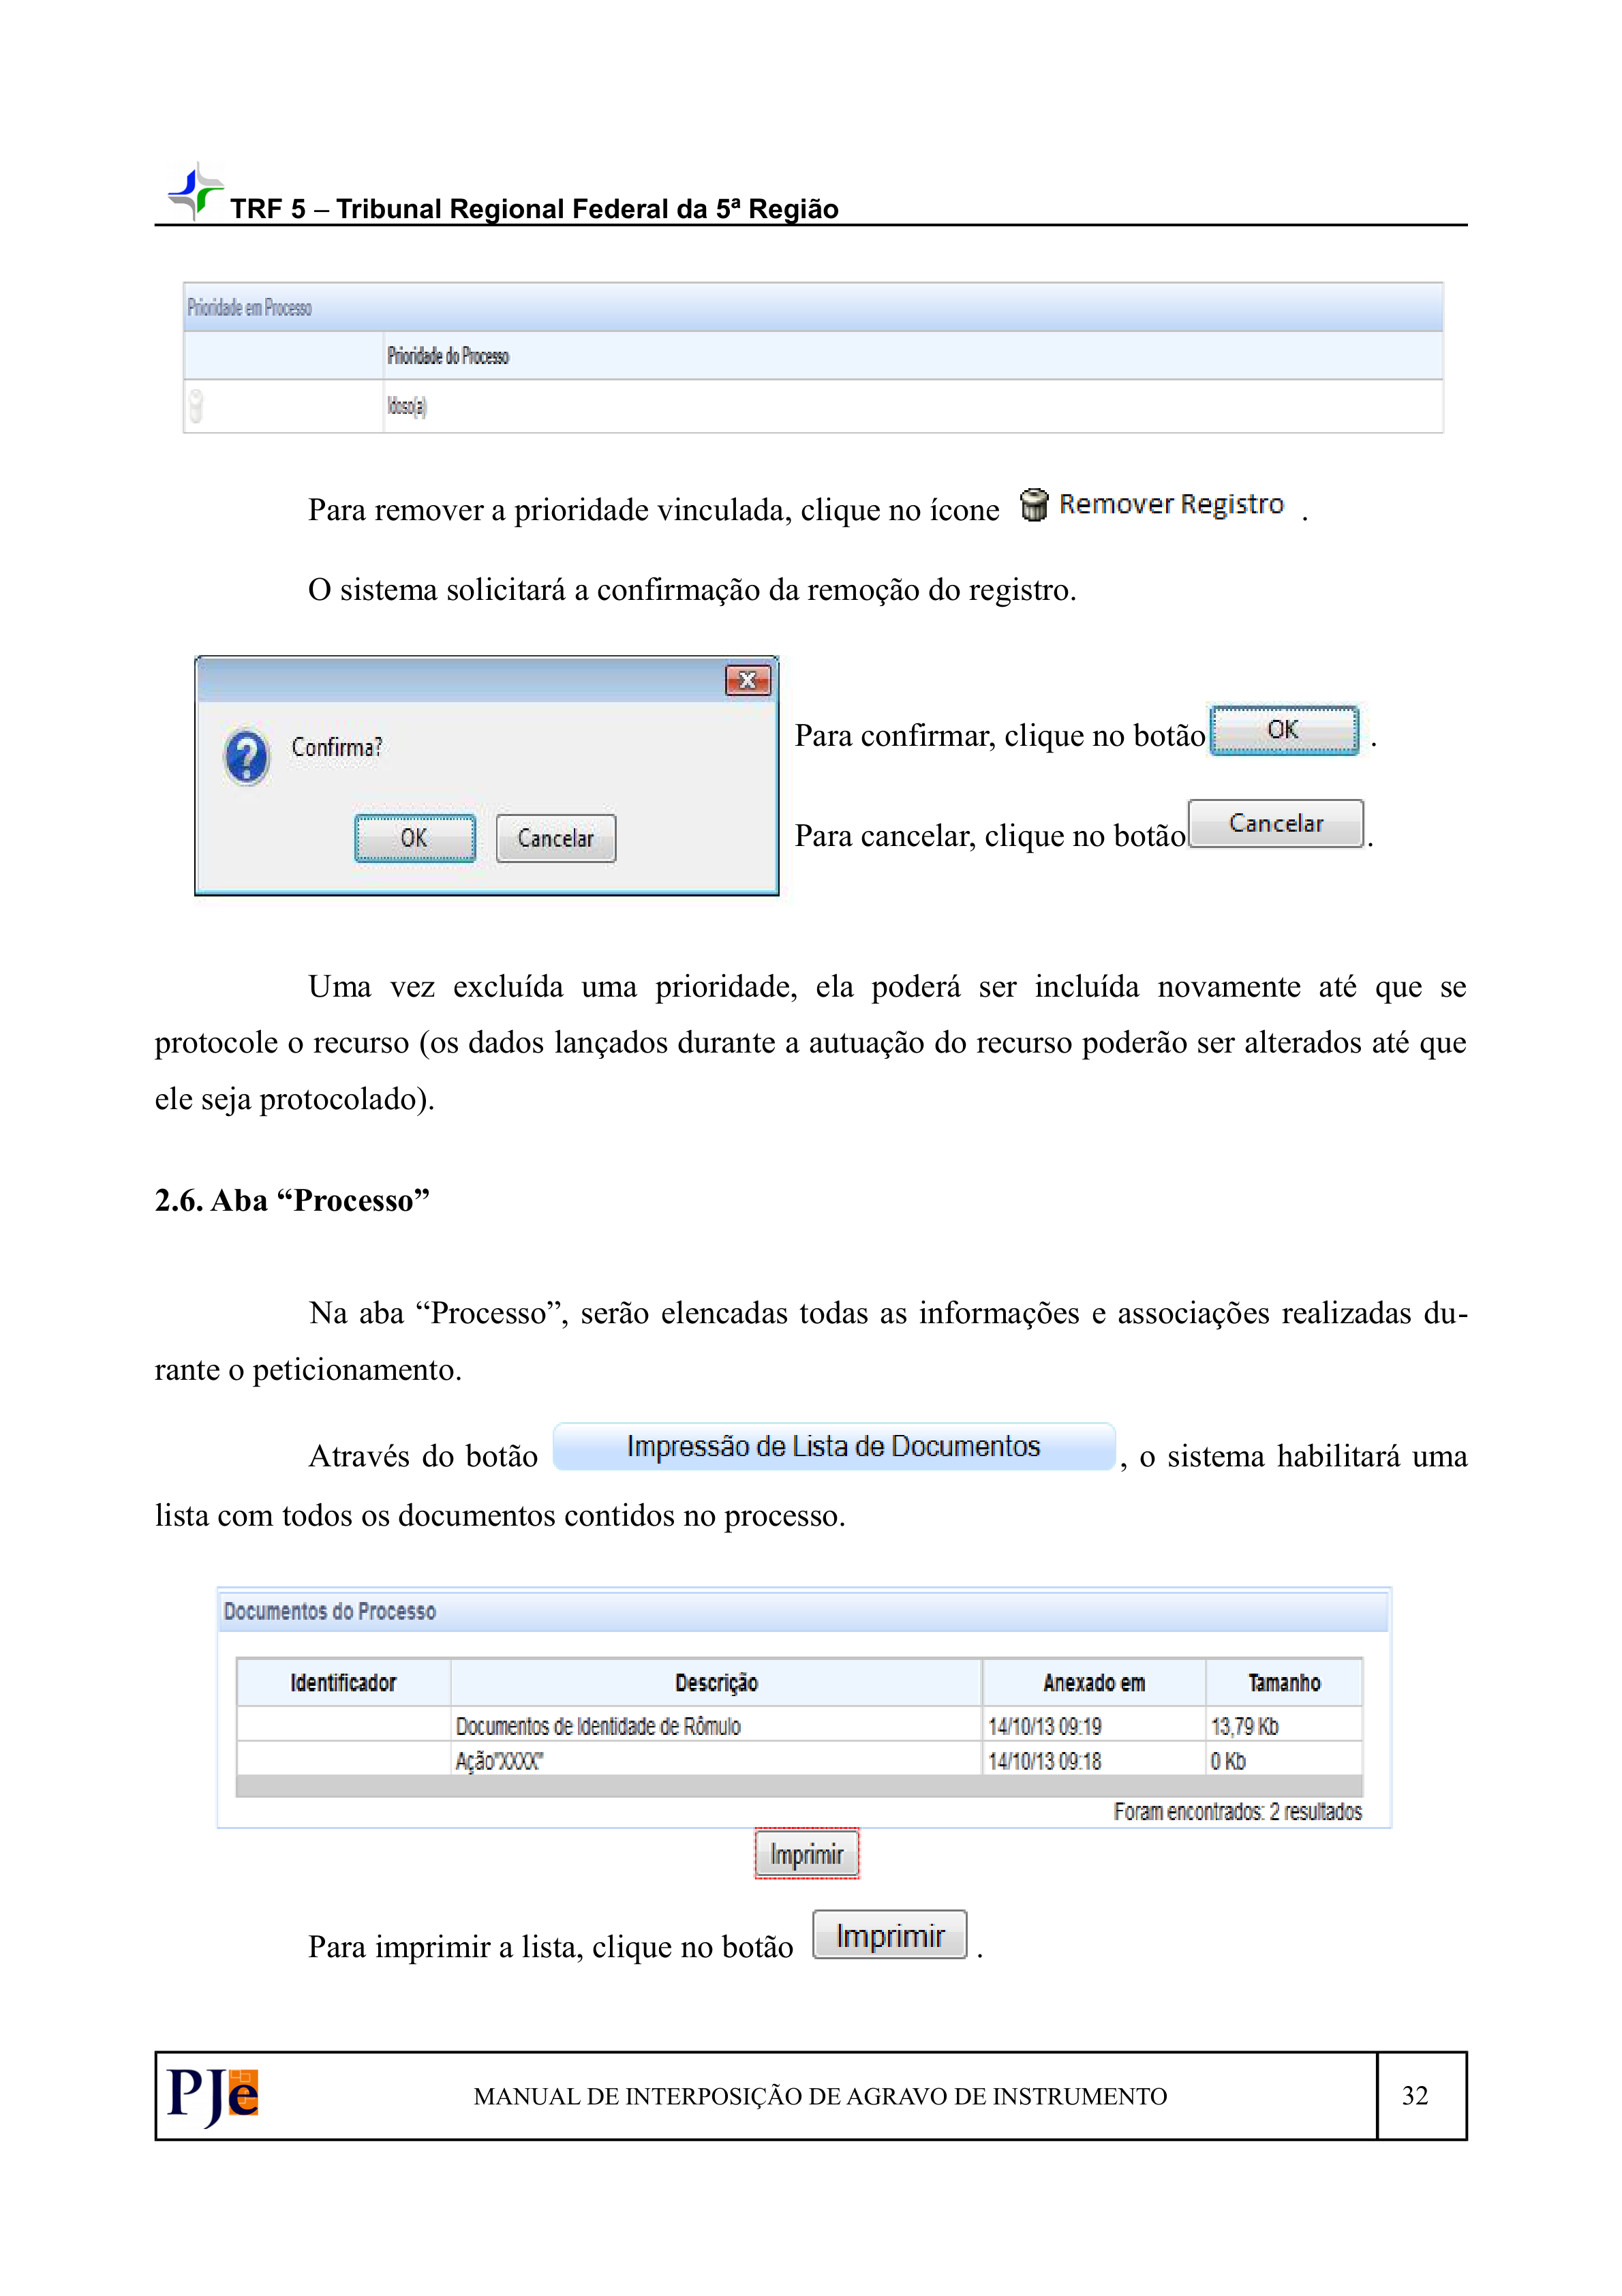 TRF 5 – Tribunal Regional Federal da 5ª Região
Prioridade em Processo
Prioridade do Processo
Idoso(a)
Para remover a prioridade vinculada, clique no ícone Remover Registro .
O sistema solicitará a confirmação da remoção do registro.
Confirma?
OK Cancelar
Para confirmar, clique no botão OK .
Para cancelar, clique no botão Cancelar .
Uma vez excluída uma prioridade, ela poderá ser incluída novamente até que se
protocole o recurso (os dados lançados durante a autuação do recurso poderão ser alterados até que
ele seja protocolado).
2.6. Aba “Processo”
Na aba “Processo”, serão elencadas todas as informações e associações realizadas du-
rante o peticionamento.
Através do botão Impressão de Lista de Documentos , o sistema habilitará uma
lista com todos os documentos contidos no processo.
Documentos do Processo
Identificador Descrição Anexado em Tamanho
Documentos de Identidade de Rômulo 14/10/13 09:19 13,79 Kb
Ação"XXXX" 14/10/13 09:18 0 Kb
Foram encontrados: 2 resultados
Imprimir
Para imprimir a lista, clique no botão Imprimir .
PJe MANUAL DE INTERPOSIÇÃO DE AGRAVO DE INSTRUMENTO 32